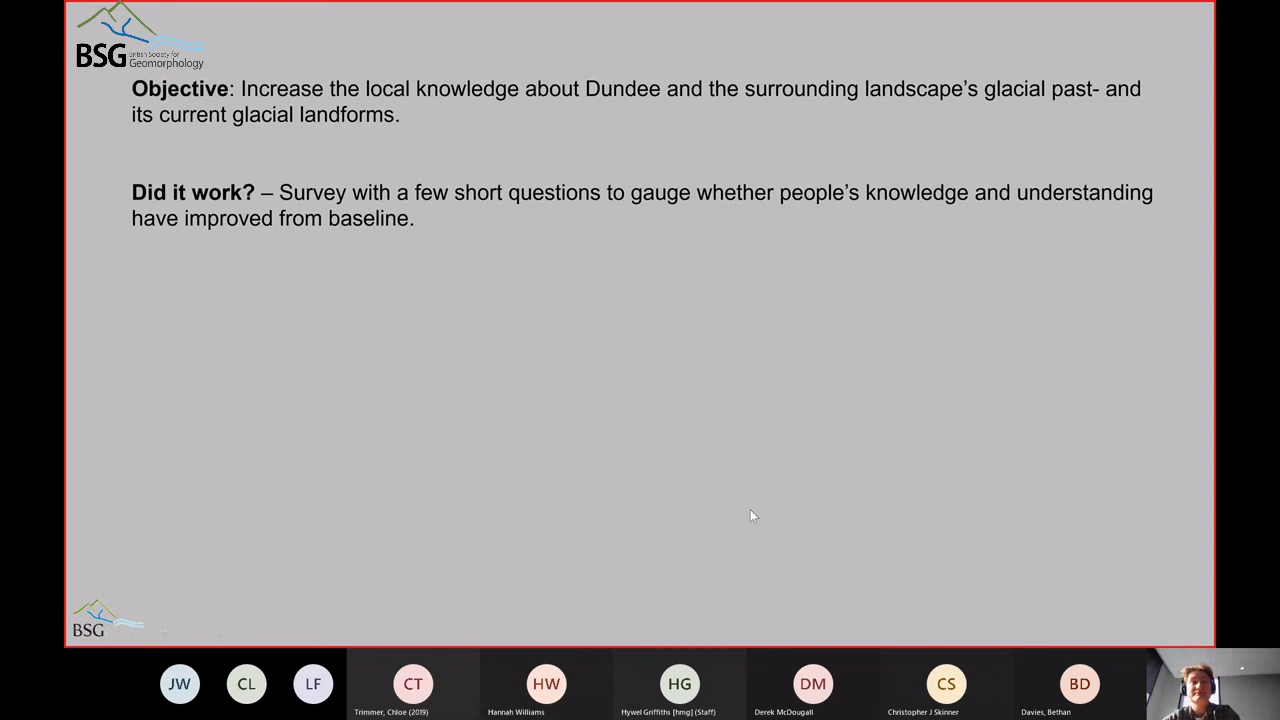 BSG British Society for
Geomorphology
Objective: Increase the local knowledge about Dundee and the surrounding landscape's glacial past- and
its current glacial landforms.
Did it work? – Survey with a few short questions to gauge whether people's knowledge and understanding
have improved from baseline.
BSG
JW CL LF CT HW HG DM CS BD
Trimmer, Chloe (2019) Hannah Williams Hywel Griffiths [hmg] (Staff) Derek McDougall Christopher J Skinner Davies, Bethan